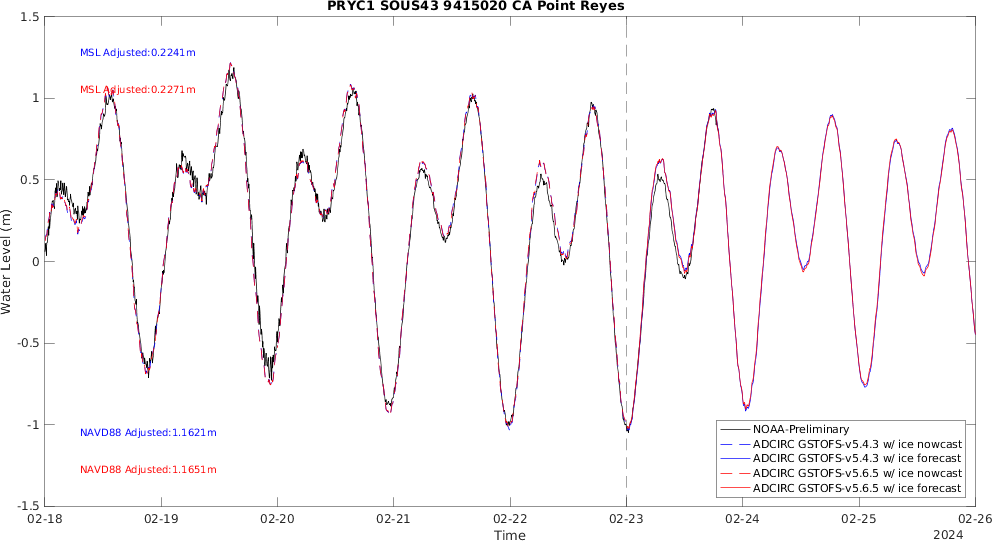 PRYC1 SOUS43 9415020 CA Point Reyes
1.5
1
0.5
0
-0.5
-1
-1.5
Water Level (m)
MSL Adjusted:0.2241m
MSL Adjusted:0.2271m
NAVD88 Adjusted:1.1621m
NAVD88 Adjusted:1.1651m
NOAA-Preliminary
ADCIRC GSTOFS-v5.4.3 w/ ice nowcast
ADCIRC GSTOFS-v5.4.3 w/ ice forecast
ADCIRC GSTOFS-v5.6.5 w/ ice nowcast
ADCIRC GSTOFS-v5.6.5 w/ ice forecast
02-18 02-19 02-20 02-21 02-22 02-23 02-24 02-25 02-26
Time
2024